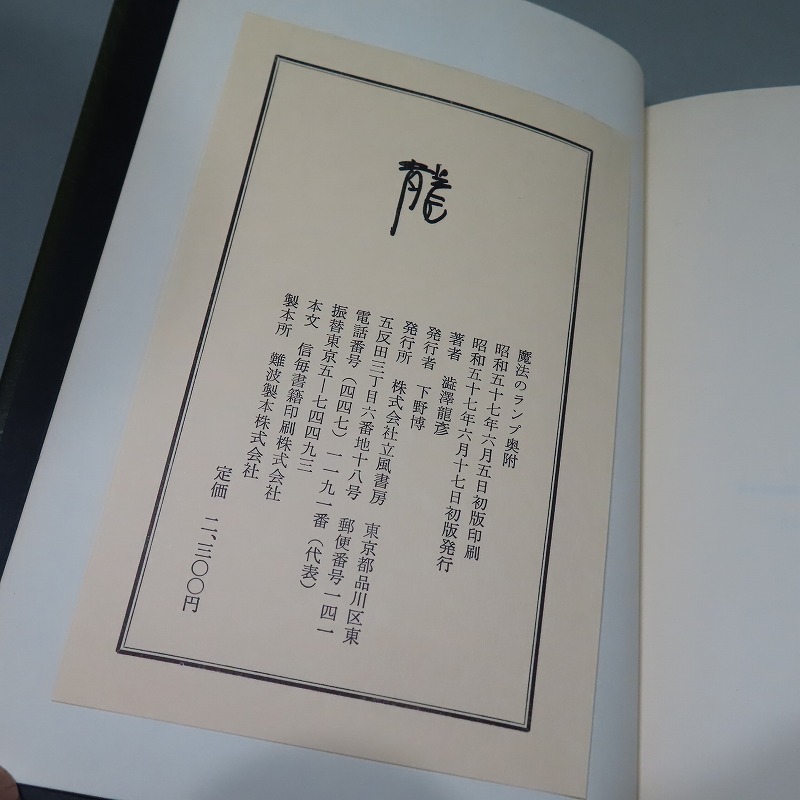 龍
魔法のランプ奥附
昭和五十七年六月五日初版印刷
昭和五十七年六月十七日初版発行
著者　澁澤龍彦
発行者　下野博
発行所　株式会社立風書房　東京都品川区東
五反田三丁目六番地十八号　郵便番号一四一
電話番号（四四七）一一九一番（代表）
振替東京五―七四四九三
本文　信毎書籍印刷株式会社
製本所　難波製本株式会社
定価　二、三〇〇円